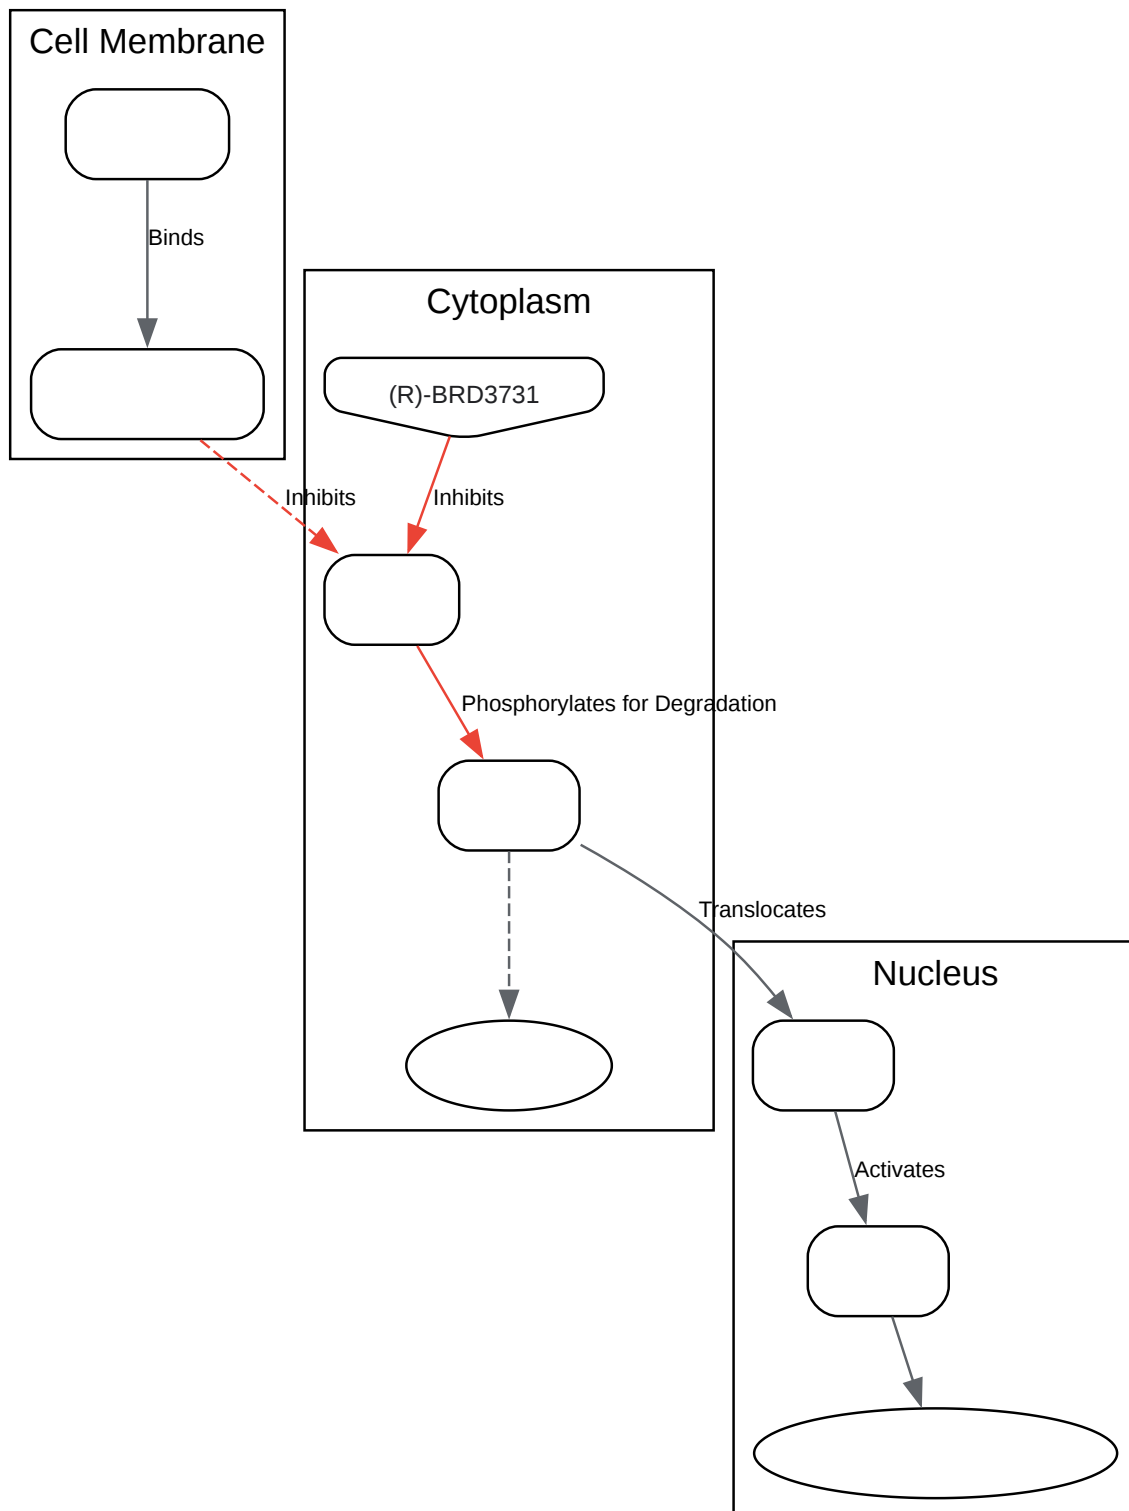 Cell Membrane
Binds
Cytoplasm
(R)-BRD3731
Inhibits
Inhibits
Phosphorylates for Degradation
Translocates
Nucleus
Activates